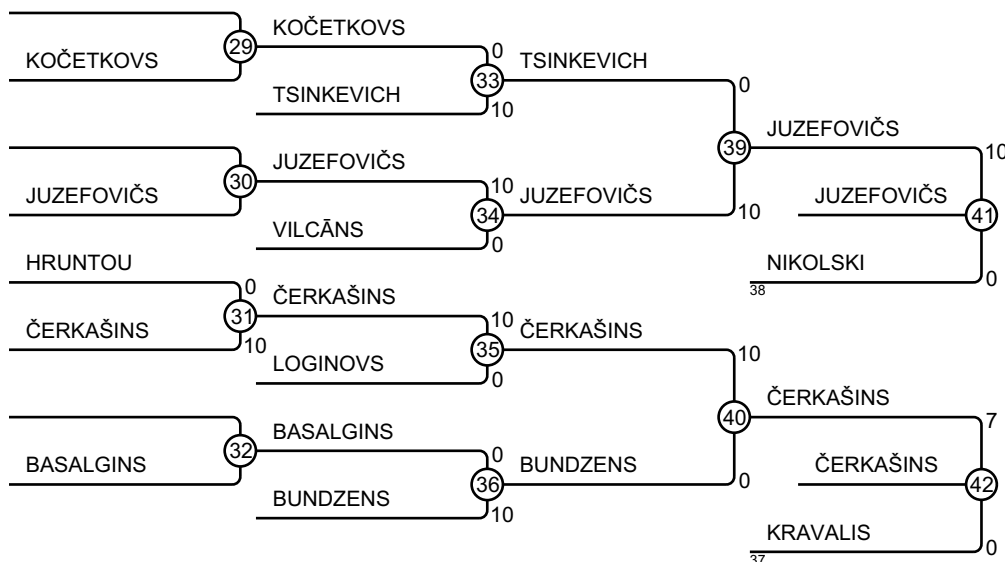 KOČETKOVS
29
KOČETKOVS
0
33
TSINKEVICH
10
TSINKEVICH
0
39
JUZEFOVIČS
10
JUZEFOVIČS
30
JUZEFOVIČS
10
34
VILCĀNS
0
JUZEFOVIČS
10
JUZEFOVIČS
41
NIKOLSKI
38
0
HRUNTOU
0
31
ČERKAŠINS
10
ČERKAŠINS
10
35
LOGINOVS
0
ČERKAŠINS
10
40
ČERKAŠINS
7
BASALGINS
32
BASALGINS
0
36
BUNDZENS
10
BUNDZENS
0
ČERKAŠINS
42
KRAVALIS
37
0